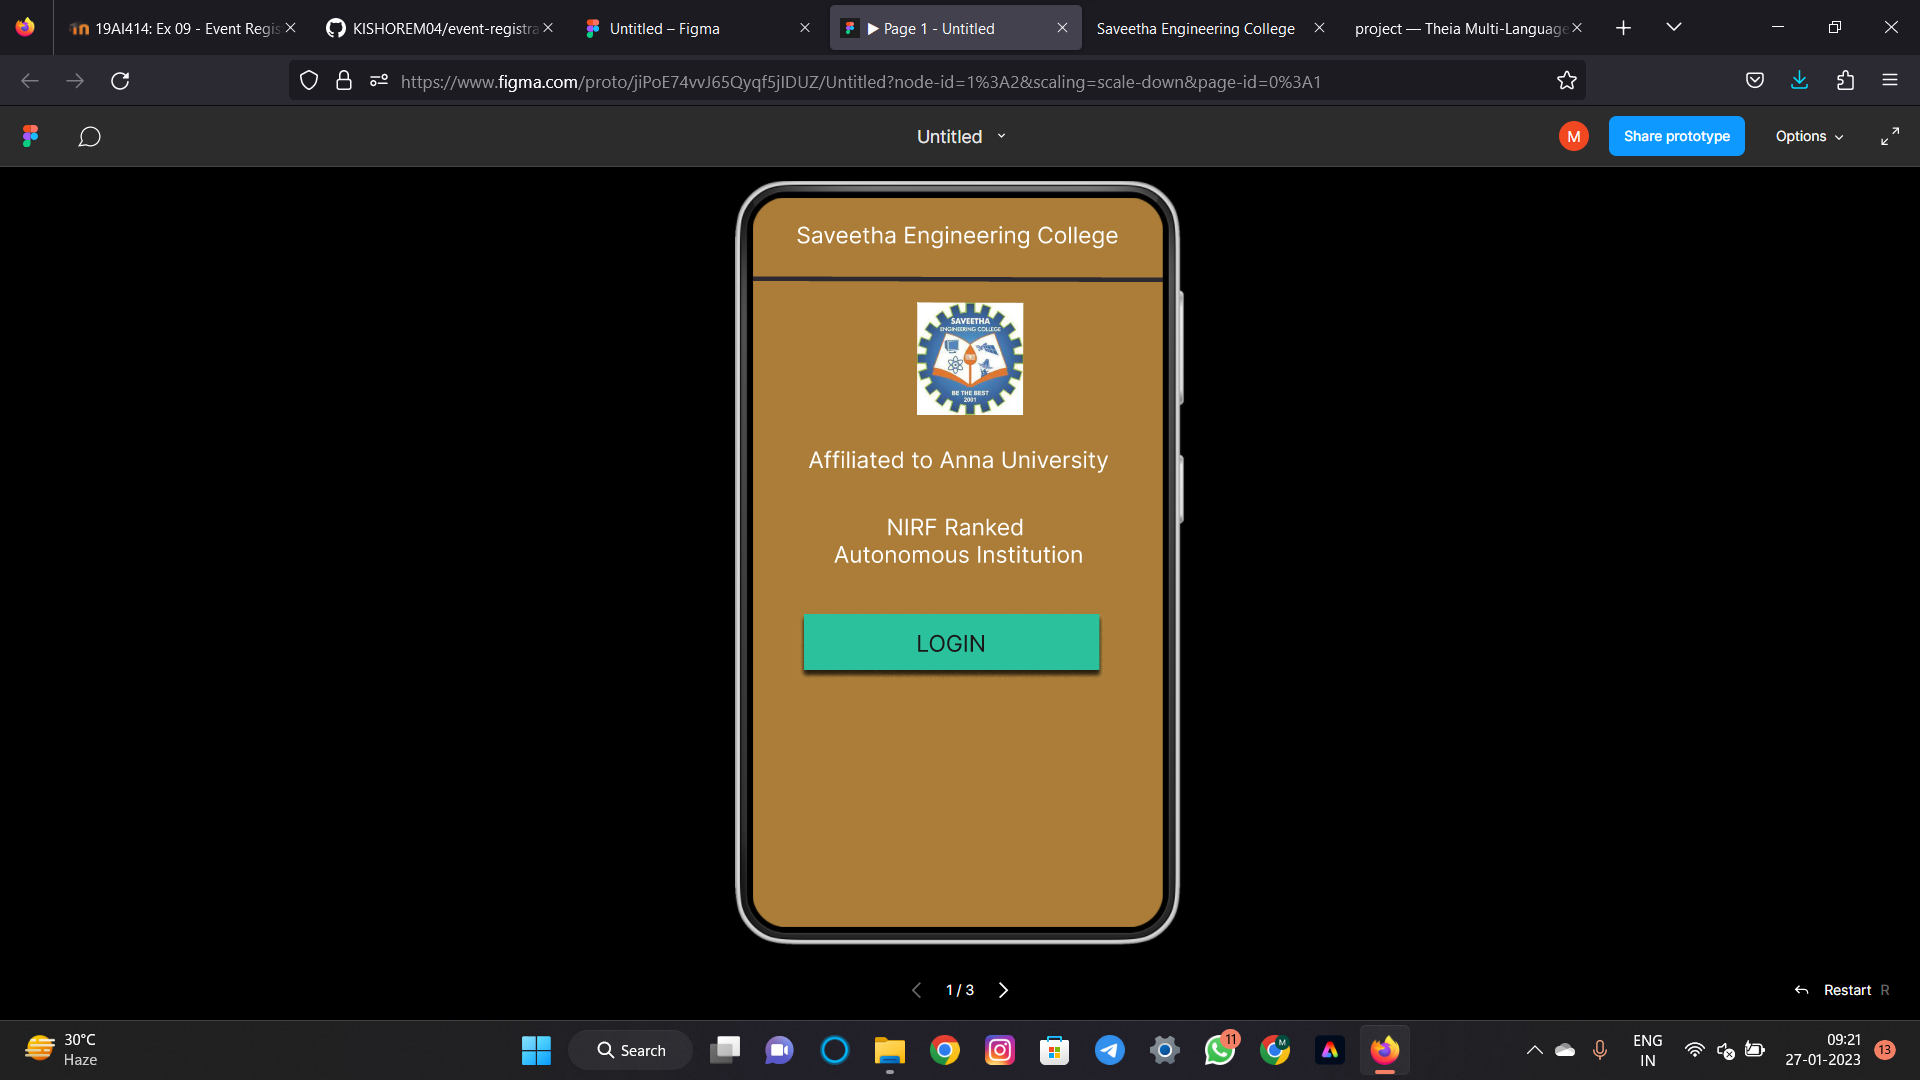 19AI414: Ex 09 - Event Regis
KISHOREM04/event-registra
Untitled – Figma
▶ Page 1 - Untitled
Saveetha Engineering College
project — Theia Multi-Language
https://www.figma.com/proto/jiPoE74vvJ65Qyqf5jIDUZ/Untitled?node-id=1%3A2&scaling=scale-down&page-id=0%3A1
Untitled
M
Share prototype
Options
Saveetha Engineering College
SAVEETHA
ENGINEERING COLLEGE
BE THE BEST
2001
Affiliated to Anna University
NIRF Ranked
Autonomous Institution
LOGIN
1 / 3
Restart R
30°C
Haze
Search
11
M
ENG
IN
09:21
27-01-2023
13